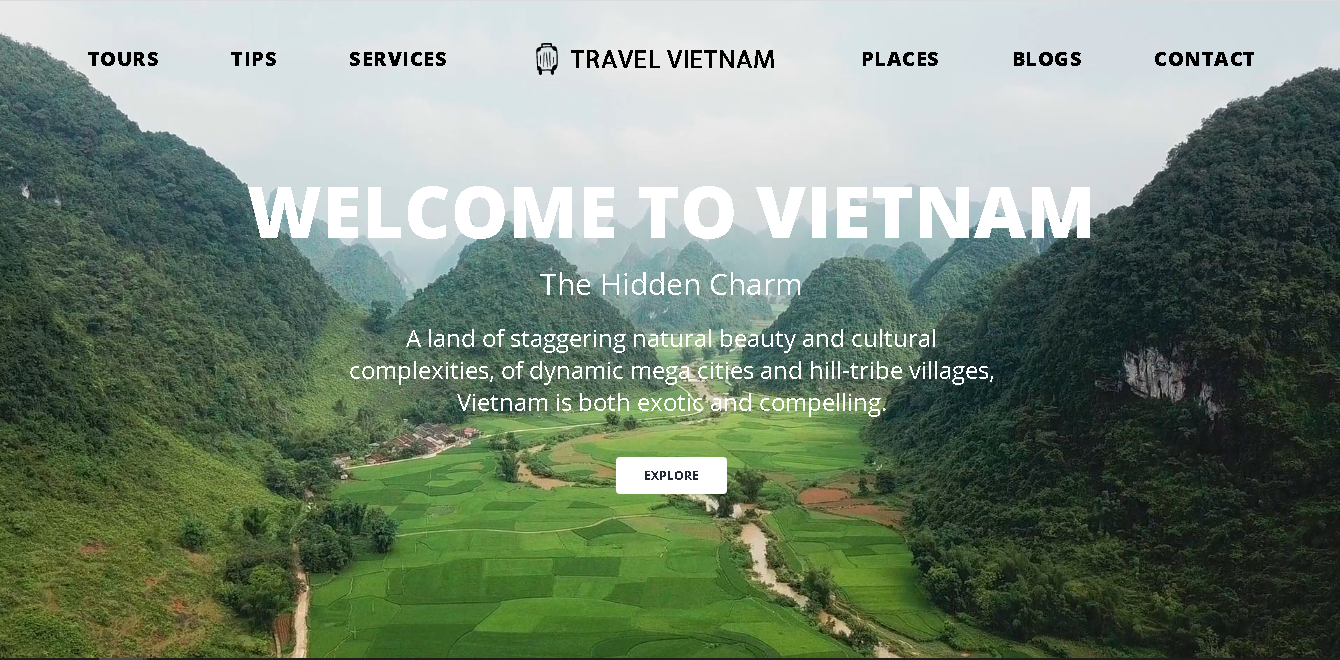 TOURS TIPS SERVICES TRAVEL VIETNAM PLACES BLOGS CONTACT
WELCOME TO VIETNAM
The Hidden Charm
A land of staggering natural beauty and cultural
complexities, of dynamic mega cities and hill-tribe villages,
Vietnam is both exotic and compelling.
EXPLORE